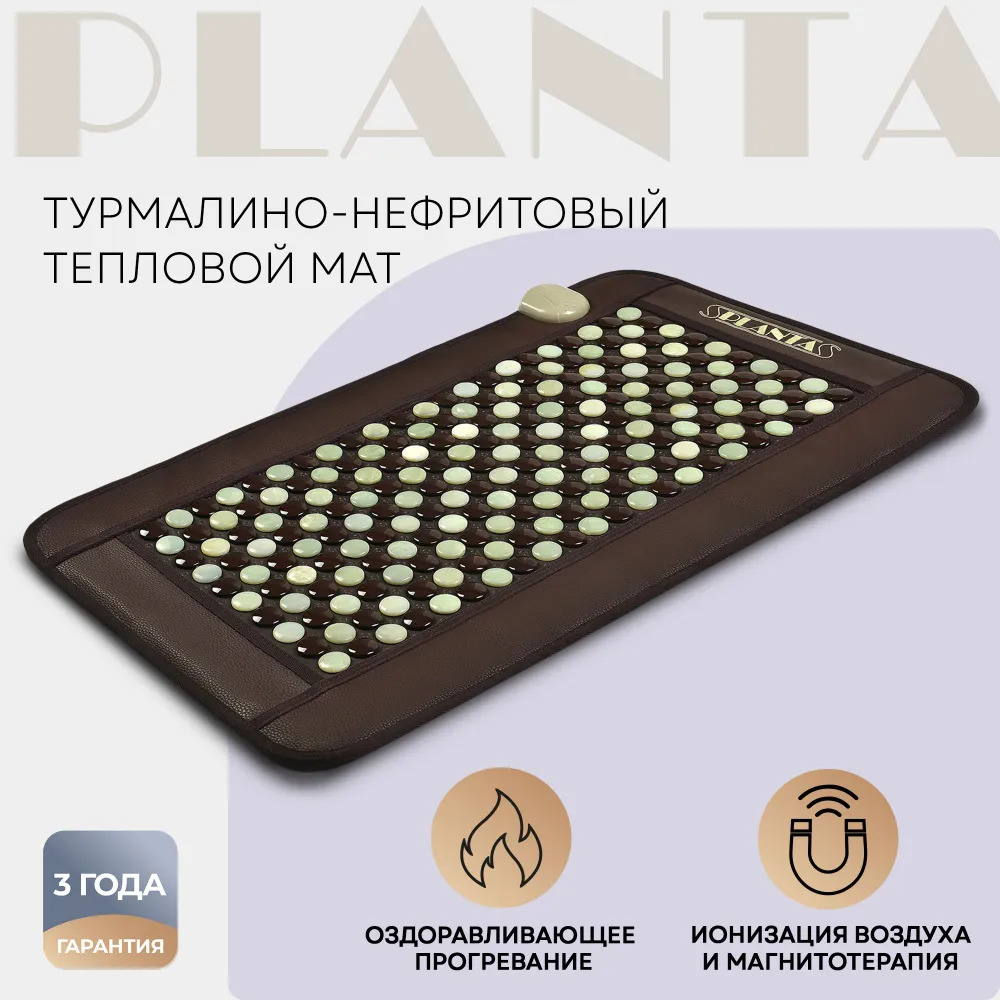 PLANTA
ТУРМАЛИНО-НЕФРИТОВЫЙ
ТЕПЛОВОЙ МАТ
PLANTA
3 ГОДА
ГАРАНТИЯ
ОЗДОРАВЛИВАЮЩЕЕ
ПРОГРЕВАНИЕ
ИОНИЗАЦИЯ ВОЗДУХА
И МАГНИТОТЕРАПИЯ